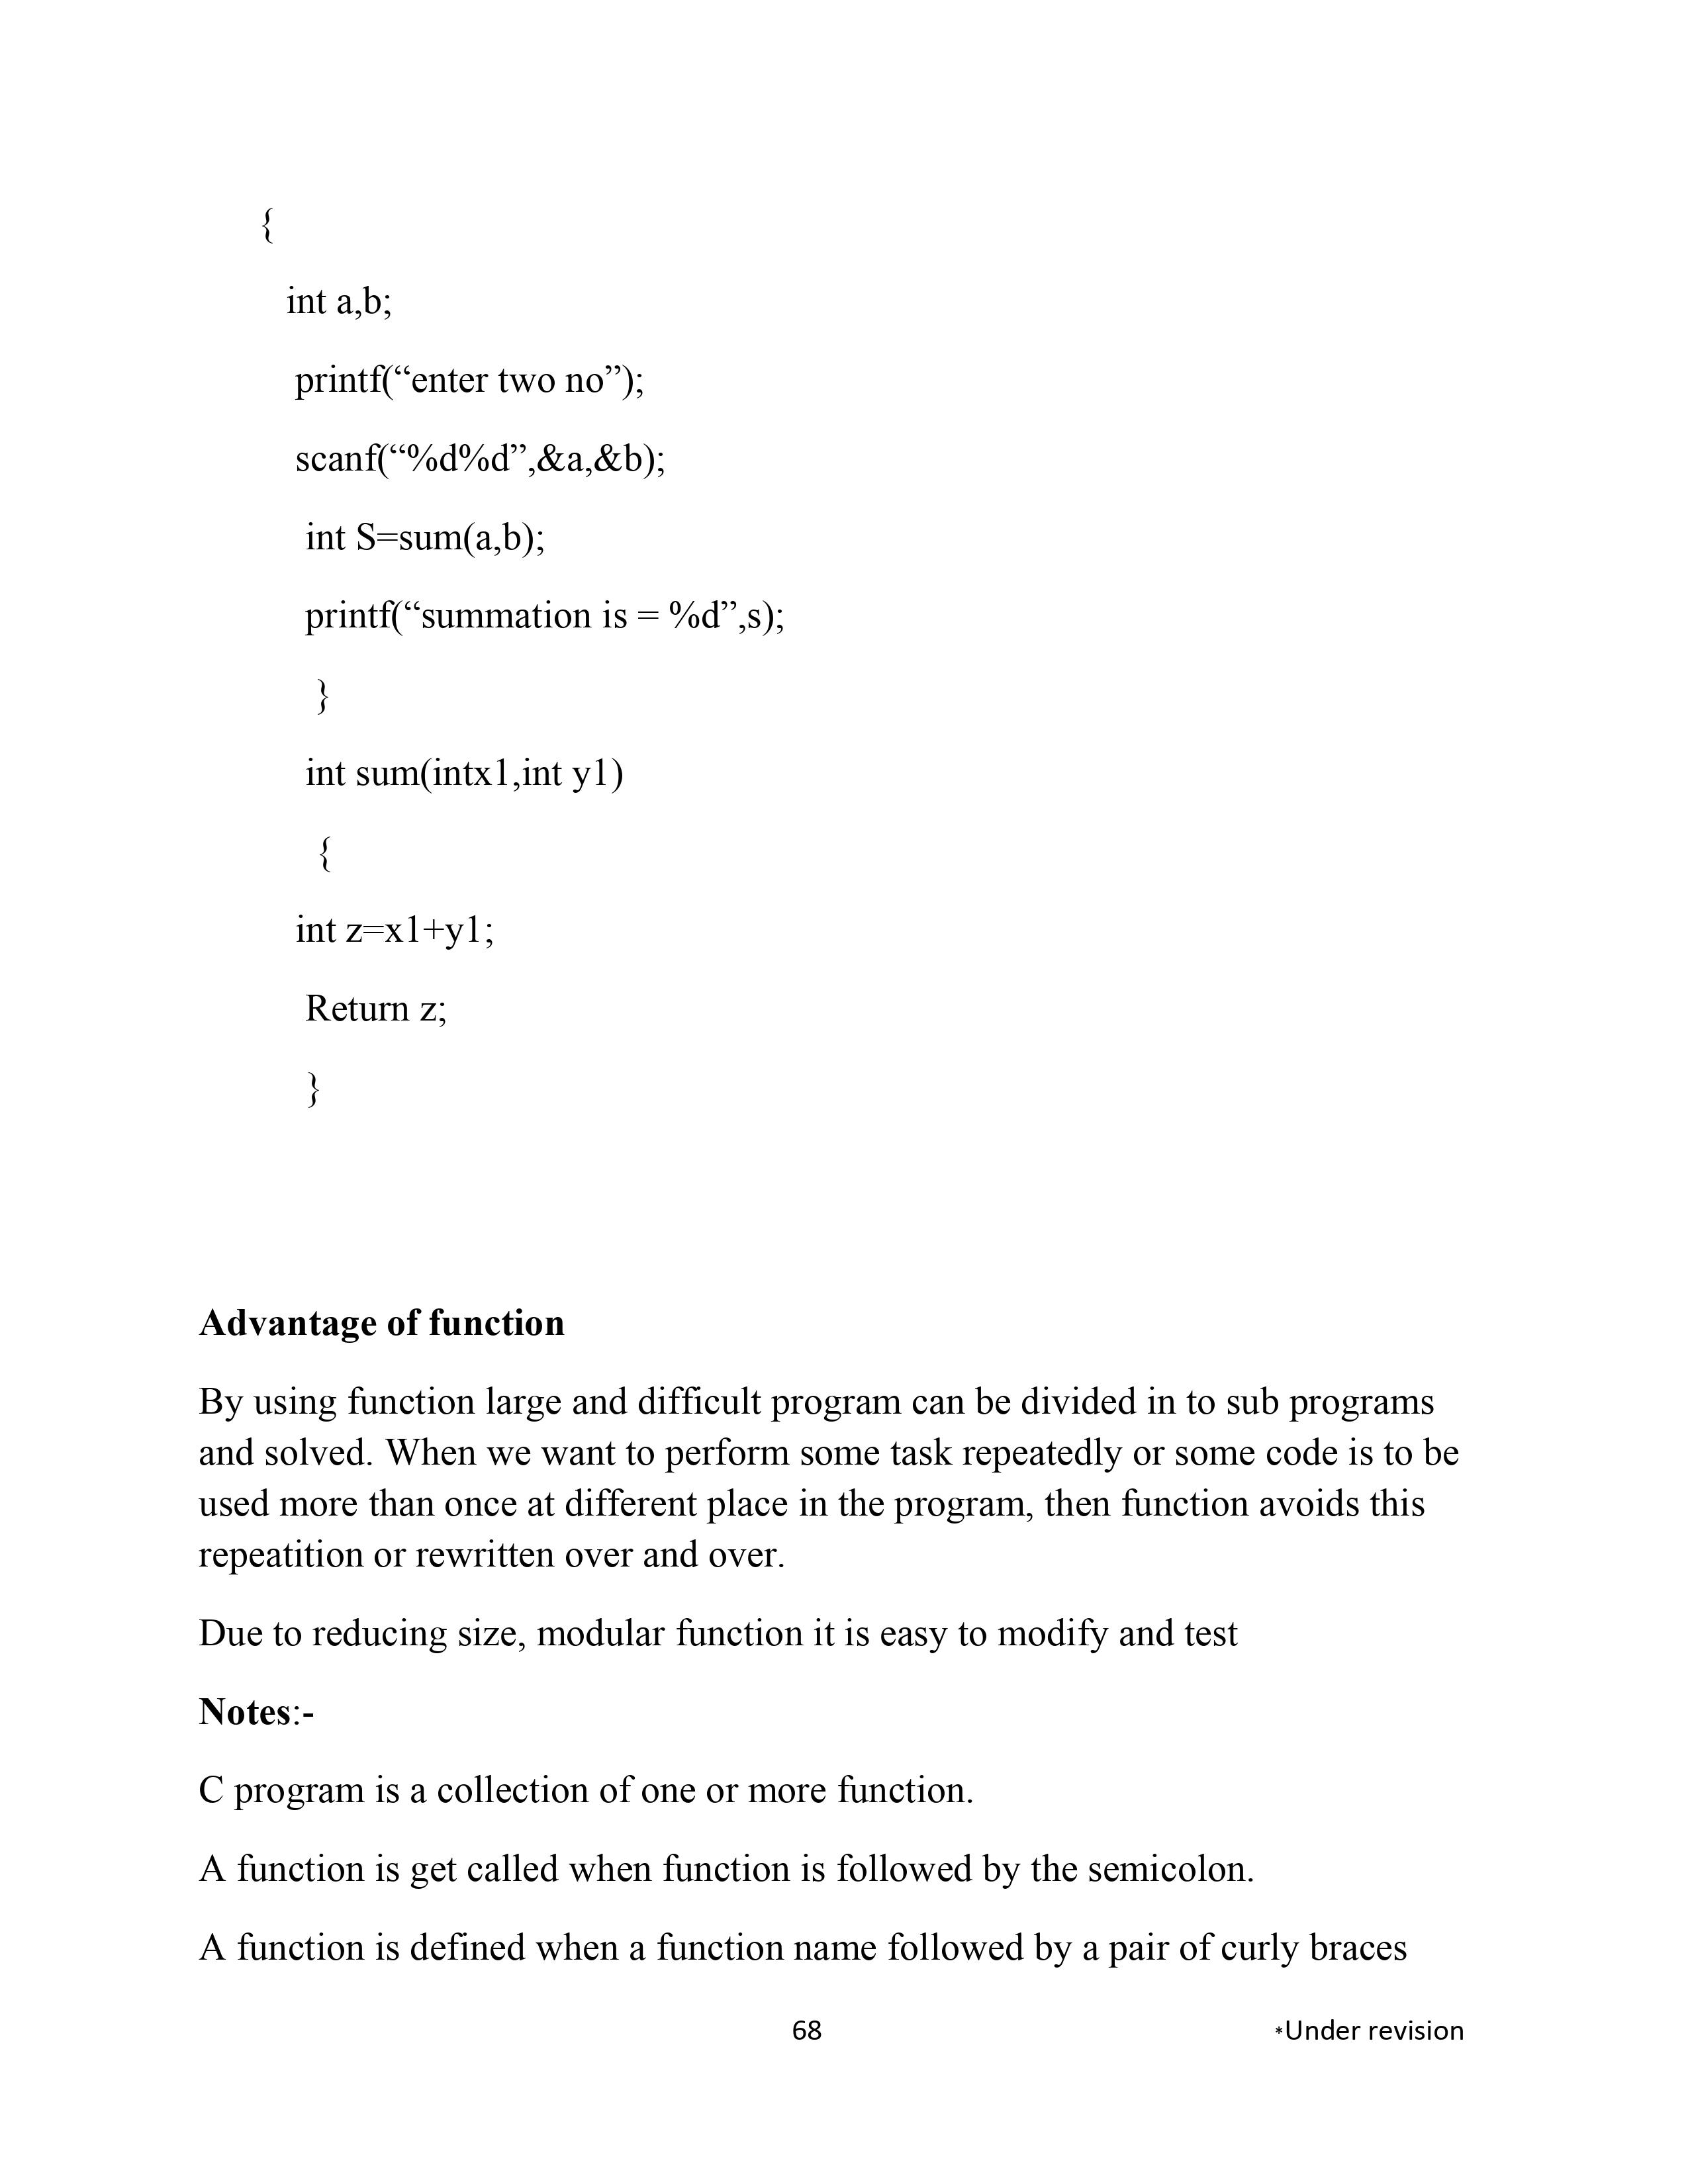 {
int a,b;
printf(“enter two no”);
scanf(“%d%d”,&a,&b);
int S=sum(a,b);
printf(“summation is = %d”,s);
}
int sum(intx1,int y1)
{
int z=x1+y1;
Return z;
}
Advantage of function
By using function large and difficult program can be divided in to sub programs
and solved. When we want to perform some task repeatedly or some code is to be
used more than once at different place in the program, then function avoids this
repeatition or rewritten over and over.
Due to reducing size, modular function it is easy to modify and test
Notes:-
C program is a collection of one or more function.
A function is get called when function is followed by the semicolon.
A function is defined when a function name followed by a pair of curly braces
68 *Under revision